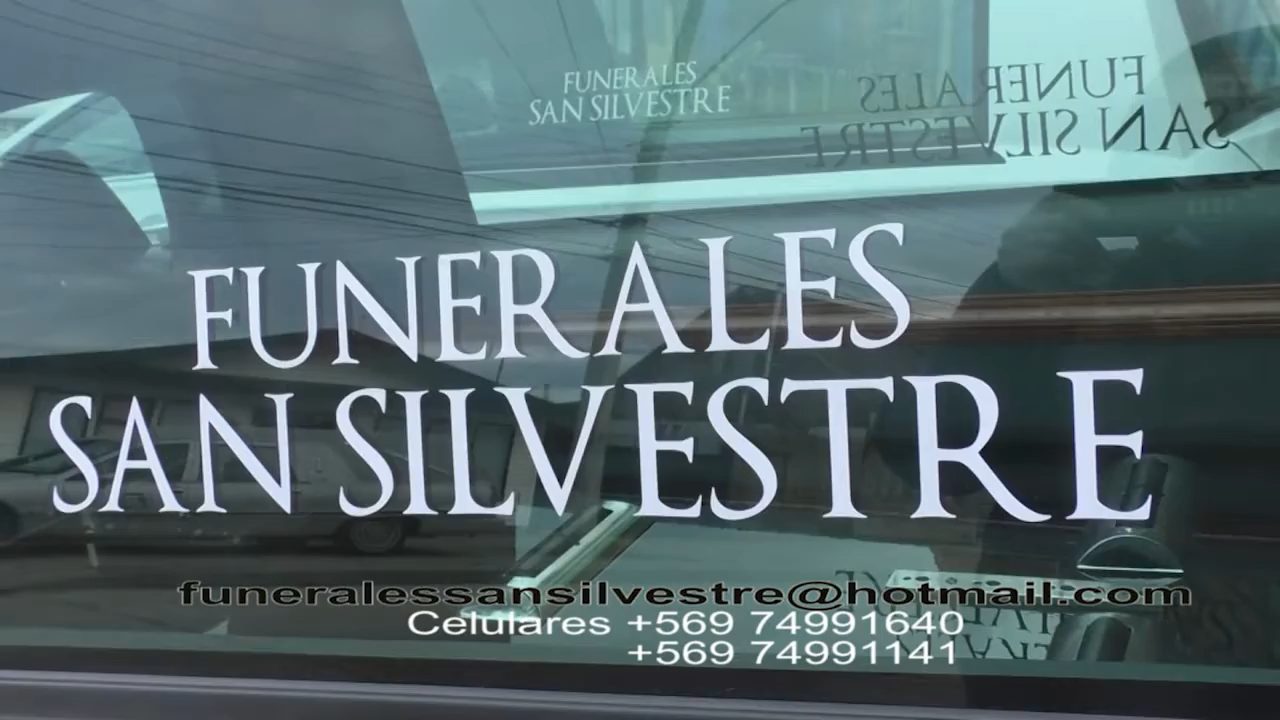 FUNERALES
SAN SILVESTRE
FUNERALES
SAN SILVESTRE
FUNERALES
SAN SILVESTRE
funeralessansilvestre@hotmail.com
Celulares +569 74991640
+569 74991141